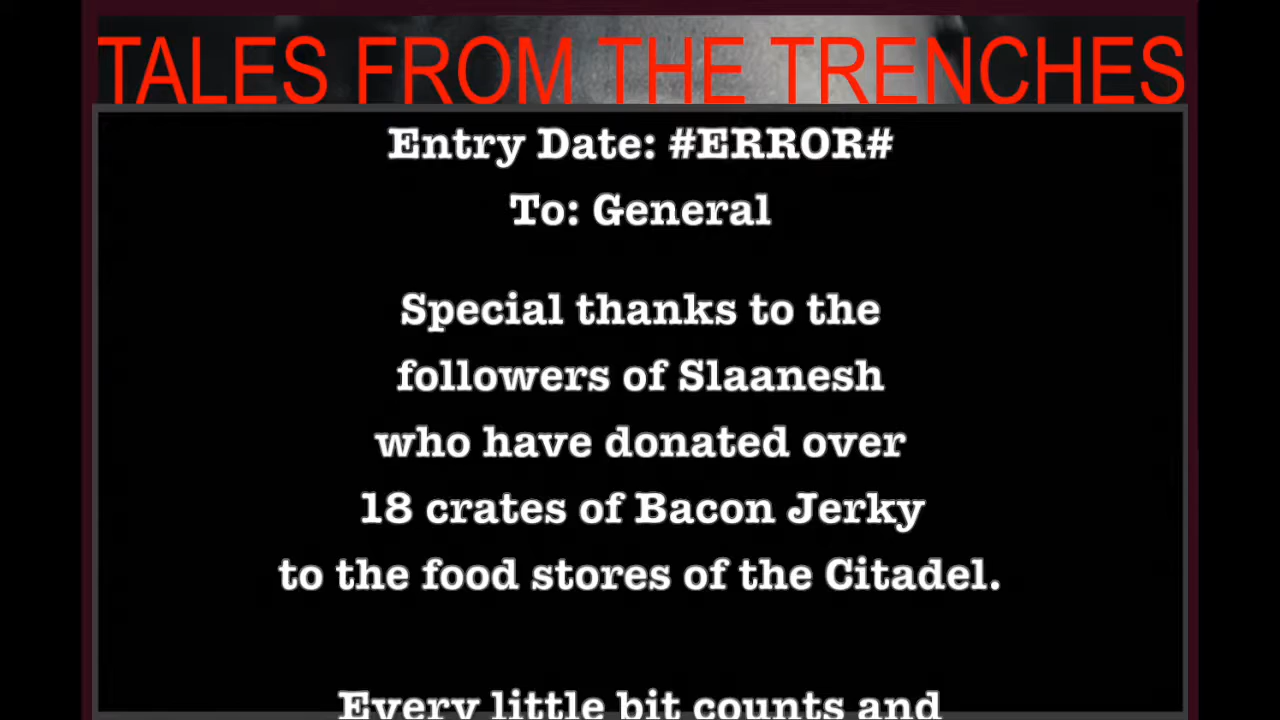 TALES FROM THE TRENCHES
Entry Date: #ERROR#
To: General
Special thanks to the
followers of Slaanesh
who have donated over
18 crates of Bacon Jerky
to the food stores of the Citadel.
Every little bit counts and